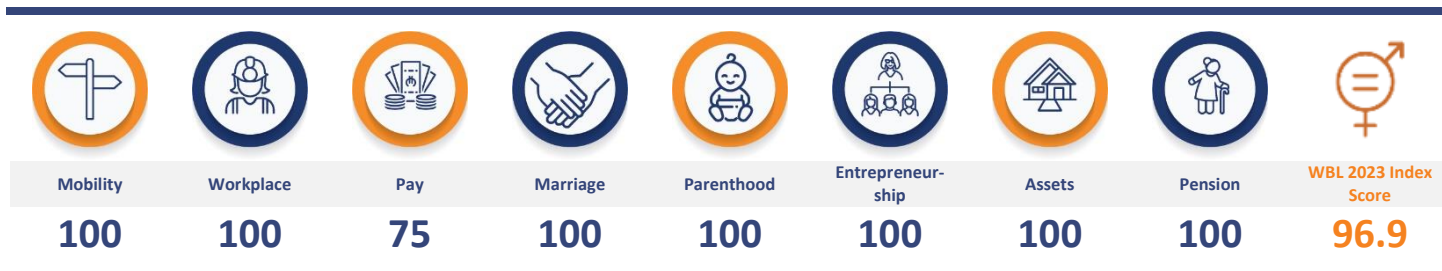 Mobility
Workplace
Pay
Marriage
Parenthood
Entrepreneur-
ship
Assets
Pension
WBL 2023 Index
Score
100
100
75
100
100
100
100
100
96.9